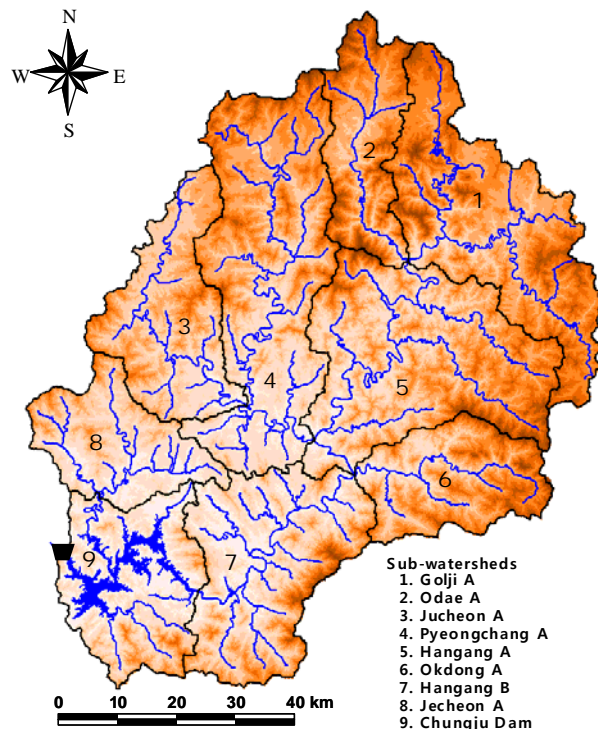 N
W E
S
2
1
3
4
5
8
6
9
7
Sub-watersheds
1. Golji A
2. Odae A
3. Jucheon A
4. Pyeongchang A
5. Hangang A
6. Okdong A
7. Hangang B
8. Jecheon A
9. Chungju Dam
0 10 20 30 40 km